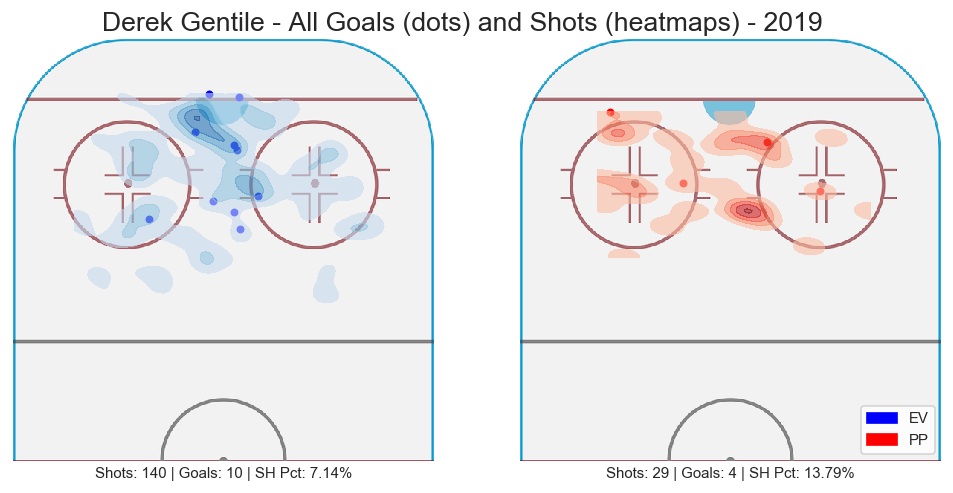 Derek Gentile - All Goals (dots) and Shots (heatmaps) - 2019
EV
PP
Shots: 140 | Goals: 10 | SH Pct: 7.14%
Shots: 29 | Goals: 4 | SH Pct: 13.79%